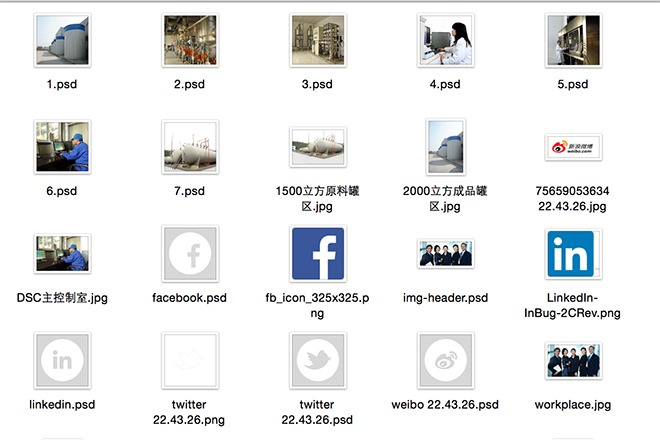 1.psd
2.psd
3.psd
4.psd
5.psd
6.psd
7.psd
1500立方原料罐
区.jpg
2000立方成品罐
区.jpg
新浪微博
weibo.com
75659053634
22.43.26.jpg
DSC主控制室.jpg
facebook.psd
f
fb_icon_325x325.p
ng
img-header.psd
in
LinkedIn-
InBug-2CRev.png
in
linkedin.psd
twitter
22.43.26.png
twitter
22.43.26.psd
weibo 22.43.26.psd
workplace.jpg